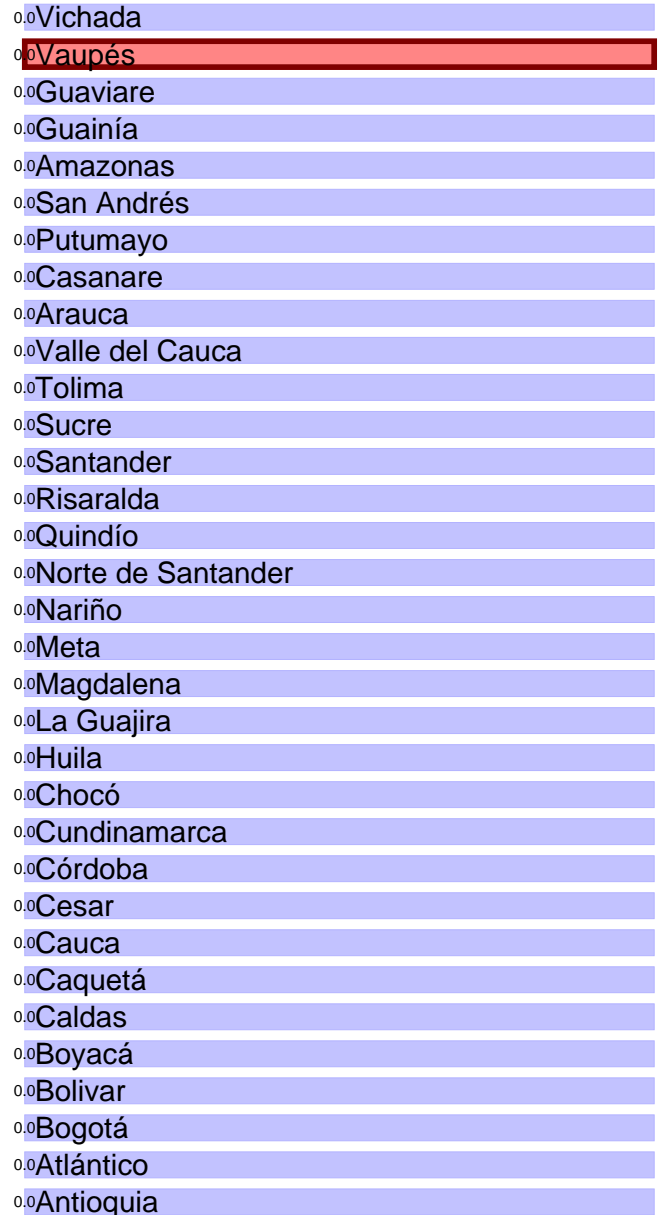 0.0Vichada
0.0Vaupés
0.0Guaviare
0.0Guainía
0.0Amazonas
0.0San Andrés
0.0Putumayo
0.0Casanare
0.0Arauca
0.0Valle del Cauca
0.0Tolima
0.0Sucre
0.0Santander
0.0Risaralda
0.0Quindío
0.0Norte de Santander
0.0Nariño
0.0Meta
0.0Magdalena
0.0La Guajira
0.0Huila
0.0Chocó
0.0Cundinamarca
0.0Córdoba
0.0Cesar
0.0Cauca
0.0Caquetá
0.0Caldas
0.0Boyacá
0.0Bolivar
0.0Bogotá
0.0Atlántico
0.0Antioquia